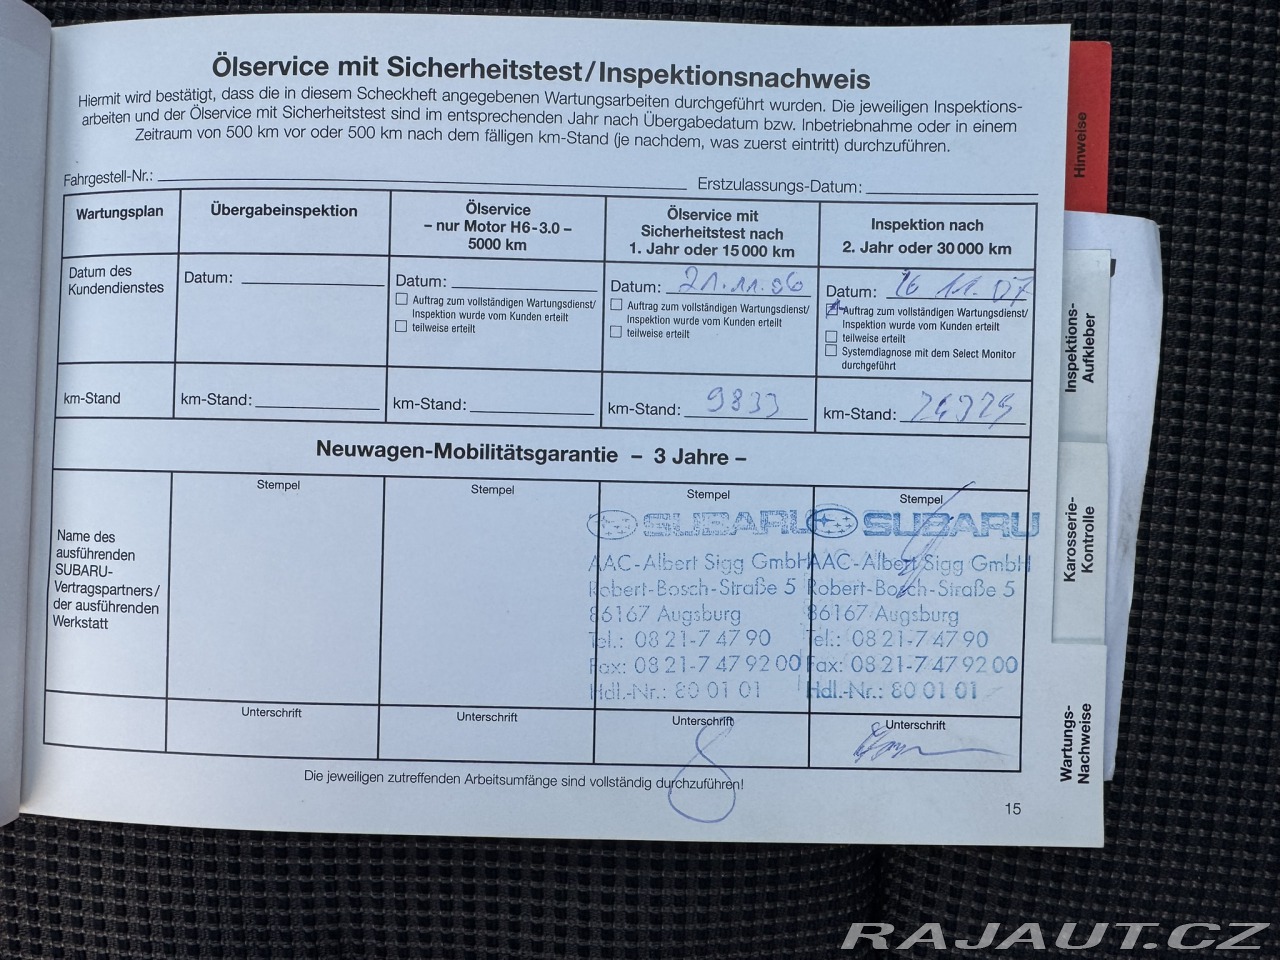 Ölservice mit Sicherheitstest/Inspektionsnachweis
Hiermit wird bestätigt, dass die in diesem Scheckheft angegebenen Wartungsarbeiten durchgeführt wurden. Die jeweiligen Inspektions-
arbeiten und der Ölservice mit Sicherheitstest sind im entsprechenden Jahr nach Übergabedatum bzw. Inbetriebnahme oder in einem
Zeitraum von 500 km vor oder 500 km nach dem fälligen km-Stand (je nachdem, was zuerst eintritt) durchzuführen.
Fahrgestell-Nr.:
Erstzulassungs-Datum:
Wartungsplan
Übergabeinspektion
Ölservice
– nur Motor H6-3.0 –
5000 km
Ölservice mit
Sicherheitstest nach
1. Jahr oder 15 000 km
Inspektion nach
2. Jahr oder 30 000 km
Datum des
Kundendienstes
Datum:
Datum:
Auftrag zum vollständigen Wartungsdienst/
Inspektion wurde vom Kunden erteilt
teilweise erteilt
Datum: 21.11.06
Auftrag zum vollständigen Wartungsdienst/
Inspektion wurde vom Kunden erteilt
teilweise erteilt
Datum: 16 11. 07
Auftrag zum vollständigen Wartungsdienst/
Inspektion wurde vom Kunden erteilt
teilweise erteilt
Systemdiagnose mit dem Select Monitor
durchgeführt
km-Stand
km-Stand:
km-Stand:
km-Stand: 9833
km-Stand:
Neuwagen-Mobilitätsgarantie – 3 Jahre –
Name des
ausführenden
SUBARU-
Vertragspartners/
der ausführenden
Werkstatt
Stempel
Stempel
Stempel
SUBARU
AAC-Albert Sigg GmbH
Robert-Bosch-Straße 5
86167 Augsburg
Tel.: 08 21-7 47 90
Fax: 08 21-7 47 92 00
Hdl.-Nr.: 80 01 01
Stempel
SUBARU
AAC-Albert Sigg GmbH
Robert-Bosch-Straße 5
86167 Augsburg
Tel.: 08 21-7 47 90
Fax: 08 21-7 47 92 00
Hdl.-Nr.: 80 01 01
Unterschrift
Unterschrift
Unterschrift
Unterschrift
Die jeweiligen zutreffenden Arbeitsumfänge sind vollständig durchzuführen!
15
Hinweise
Inspektions-
Aufkleber
Karosserie-
Kontrolle
Wartungs-
Nachweise
RAJAUT.CZ